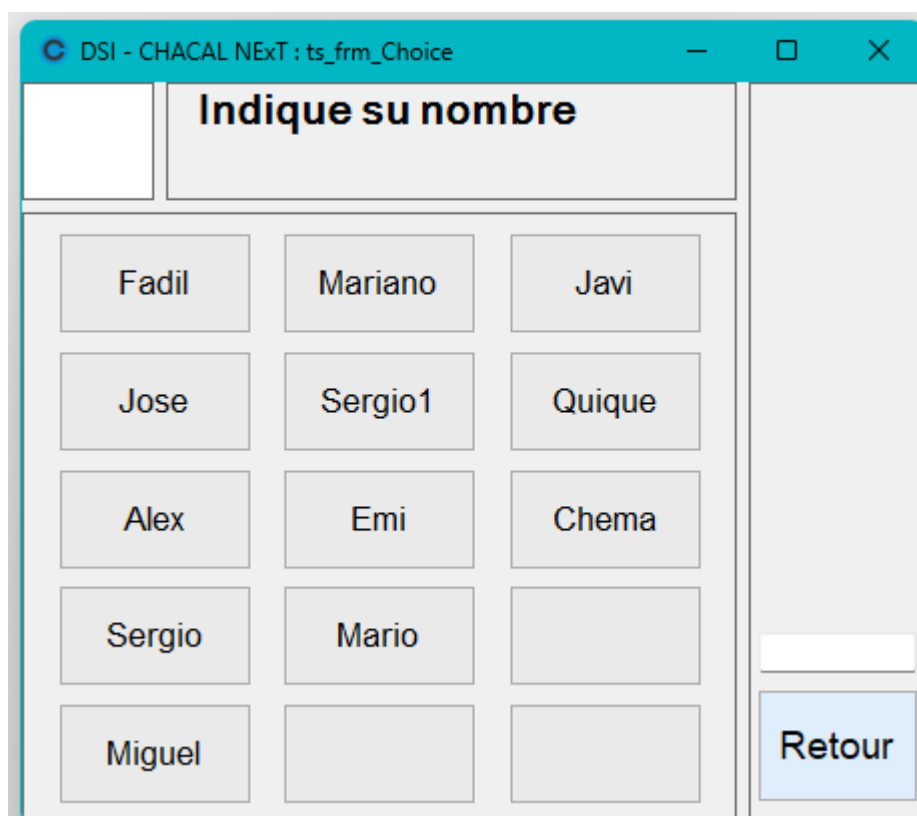 DSI - CHACAL NExT : ts_frm_Choice
Indique su nombre
Fadil Mariano Javi
Jose Sergio1 Quique
Alex Emi Chema
Sergio Mario
Miguel
Retour